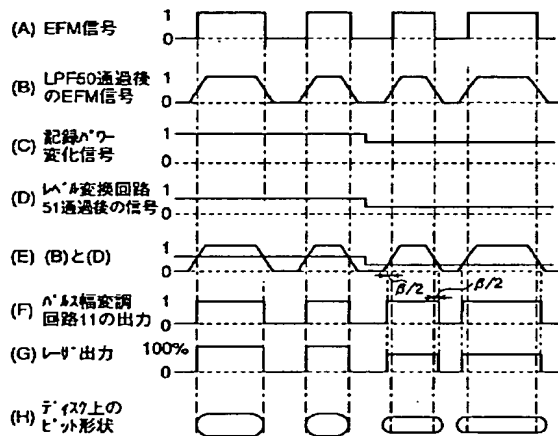 (A) EFM信号
1
0
(B) LPF50通過後
のEFM信号
1
0
(C) 記録パワー
変化信号
1
0
(D) レベル変換回路
51通過後の信号
1
0
(E) (B)と(D)
1
0
β/2
β/2
(F) パルス幅変調
回路11の出力
1
0
(G) レーザ出力
100%
0
(H) ディスク上の
ピット形状